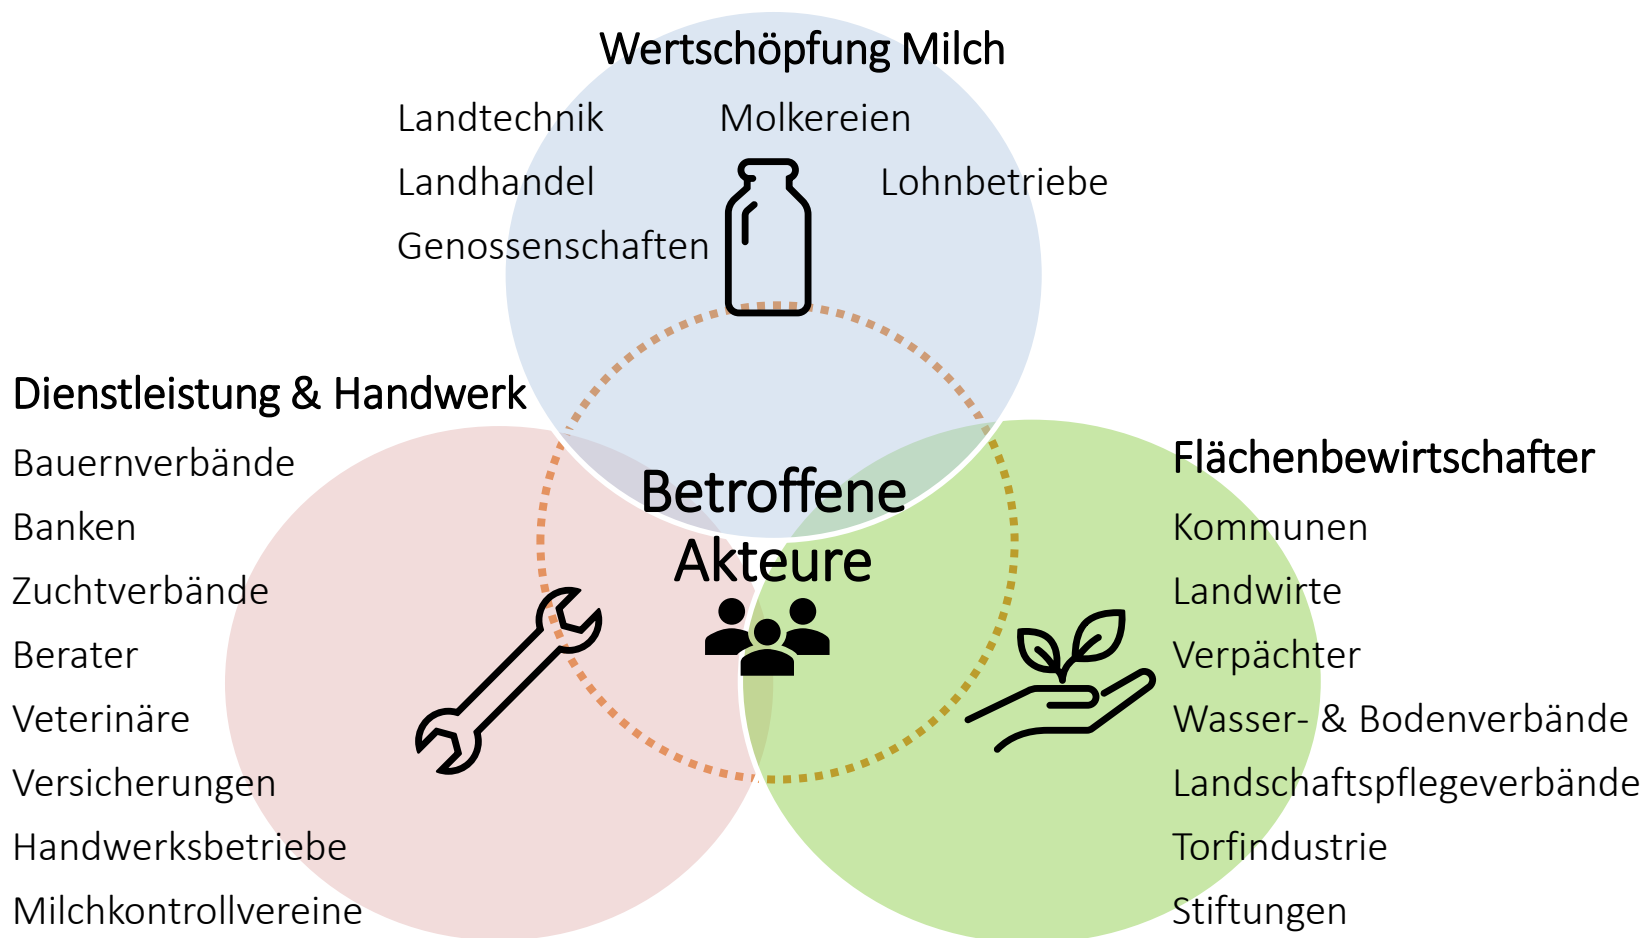 Wertschöpfung Milch
Landtechnik
Molkereien
Landhandel
Lohnbetriebe
Genossenschaften
Dienstleistung & Handwerk
Bauernverbände
Banken
Zuchtverbände
Berater
Veterinäre
Versicherungen
Handwerksbetriebe
Milchkontrollvereine
Betroffene
Akteure
Flächenbewirtschafter
Kommunen
Landwirte
Verpächter
Wasser- & Bodenverbände
Landschaftspflegeverbände
Torfindustrie
Stiftungen